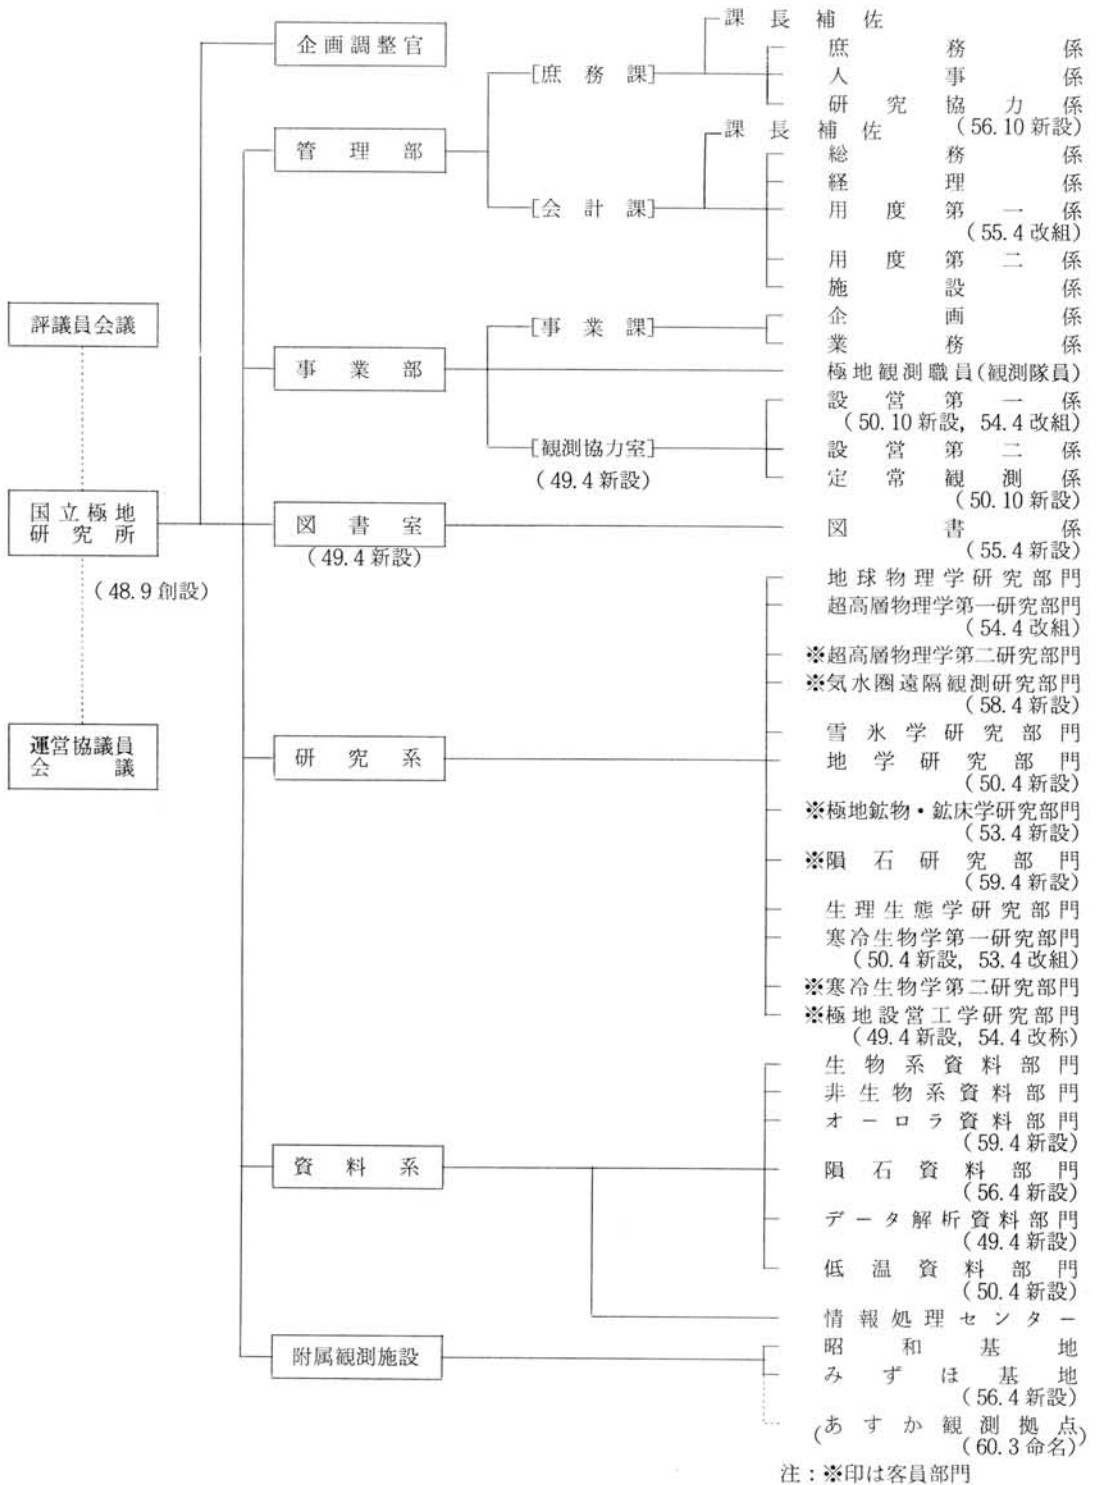 課長補佐
企画調整官
庶務係
[庶務課]
人事係
研究協力係
(56.10新設)
課長補佐
管理部
総務係
経理係
[会計課]
用度第一係
(55.4改組)
用度第二係
施設係
評議員会議
企画係
[事業課]
業務係
事業部
極地観測職員(観測隊員)
設営第一係
(50.10新設, 54.4改組)
[観測協力室]
設営第二係
(49.4新設)
定常観測係
(50.10新設)
国立極地
研究所
(48.9創設)
図書室
(49.4新設)
図書係
(55.4新設)
地球物理学研究部門
超高層物理学第一研究部門
(54.4改組)
※超高層物理学第二研究部門
※気水圏遠隔観測研究部門
(58.4新設)
運営協議員
会議
研究系
雪氷学研究部門
地学研究部門
(50.4新設)
※極地鉱物・鉱床学研究部門
(53.4新設)
※隕石研究部門
(59.4新設)
生理生態学研究部門
寒冷生物学第一研究部門
(50.4新設, 53.4改組)
※寒冷生物学第二研究部門
※極地設営工学研究部門
(49.4新設, 54.4改称)
生物系資料部門
非生物系資料部門
オーロラ資料部門
(59.4新設)
資料系
隕石資料部門
(56.4新設)
データ解析資料部門
(49.4新設)
低温資料部門
(50.4新設)
情報処理センター
附属観測施設
昭和基地
みずほ基地
(56.4新設)
(あすか観測拠点)
(60.3命名)
注:※印は客員部門